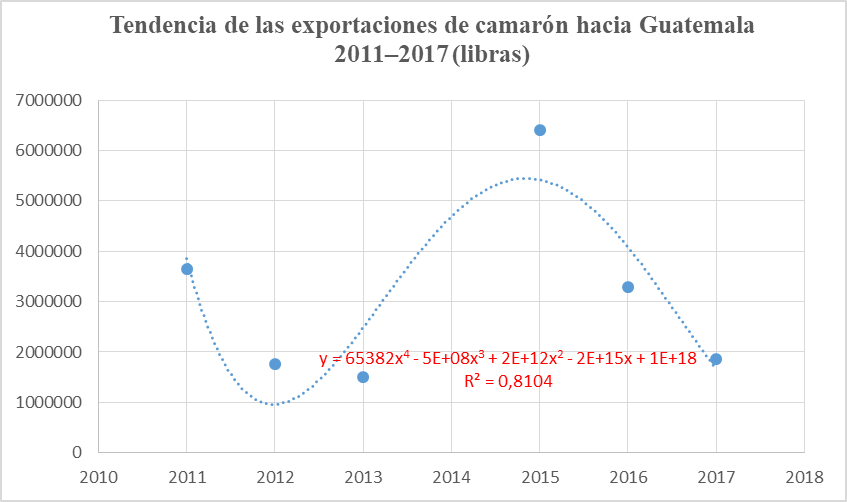 Tendencia de las exportaciones de camarón hacia Guatemala
2011–2017 (libras)
7000000
6000000
5000000
4000000
3000000
2000000
1000000
0
y = 65382x⁴ - 5E+08x³ + 2E+12x² - 2E+15x + 1E+18
R² = 0,8104
2010 2011 2012 2013 2014 2015 2016 2017 2018